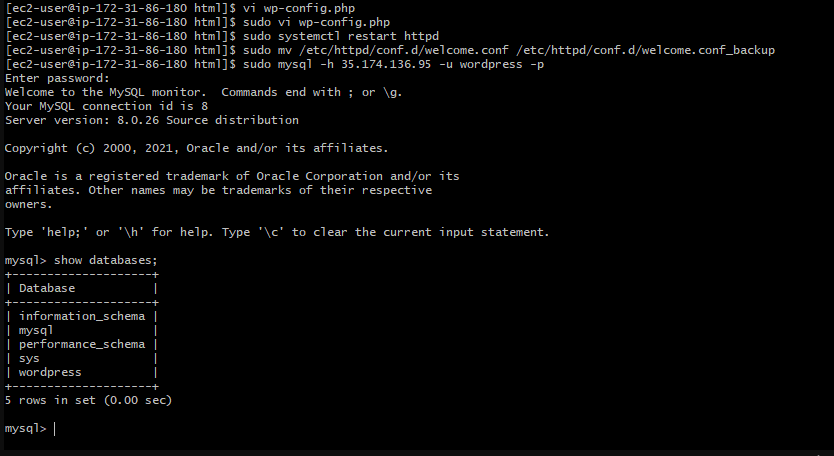 [ec2-user@ip-172-31-86-180 html]$ vi wp-config.php
[ec2-user@ip-172-31-86-180 html]$ sudo vi wp-config.php
[ec2-user@ip-172-31-86-180 html]$ sudo systemctl restart httpd
[ec2-user@ip-172-31-86-180 html]$ sudo mv /etc/httpd/conf.d/welcome.conf /etc/httpd/conf.d/welcome.conf_backup
[ec2-user@ip-172-31-86-180 html]$ sudo mysql -h 35.174.136.95 -u wordpress -p
Enter password:
Welcome to the MySQL monitor.  Commands end with ; or \g.
Your MySQL connection id is 8
Server version: 8.0.26 Source distribution

Copyright (c) 2000, 2021, Oracle and/or its affiliates.

Oracle is a registered trademark of Oracle Corporation and/or its
affiliates. Other names may be trademarks of their respective
owners.

Type 'help;' or '\h' for help. Type '\c' to clear the current input statement.

mysql> show databases;
+--------------------+
| Database           |
+--------------------+
| information_schema |
| mysql              |
| performance_schema |
| sys                |
| wordpress          |
+--------------------+
5 rows in set (0.00 sec)

mysql>